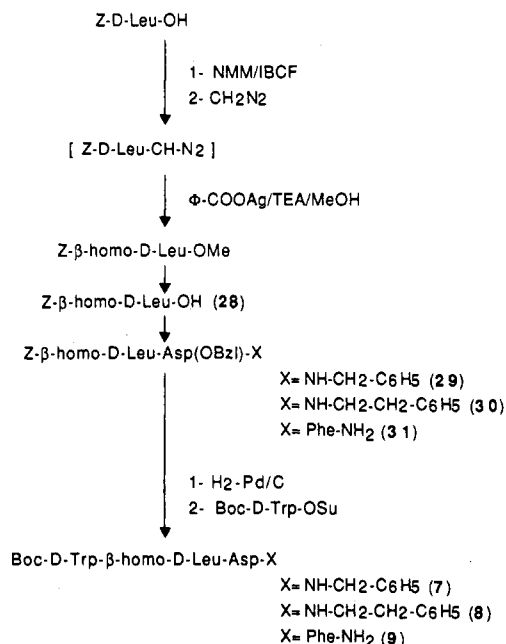 Z-D-Leu-OH
1- NMM/IBCF
2- CH2N2
[ Z-D-Leu-CH-N2 ]
Φ-COOAg/TEA/MeOH
Z-β-homo-D-Leu-OMe
Z-β-homo-D-Leu-OH (28)
Z-β-homo-D-Leu-Asp(OBzl)-X
X= NH-CH2-C6H5 (29)
X= NH-CH2-CH2-C6H5 (30)
X= Phe-NH2 (31)
1- H2-Pd/C
2- Boc-D-Trp-OSu
Boc-D-Trp-β-homo-D-Leu-Asp-X
X= NH-CH2-C6H5 (7)
X= NH-CH2-CH2-C6H5 (8)
X= Phe-NH2 (9)